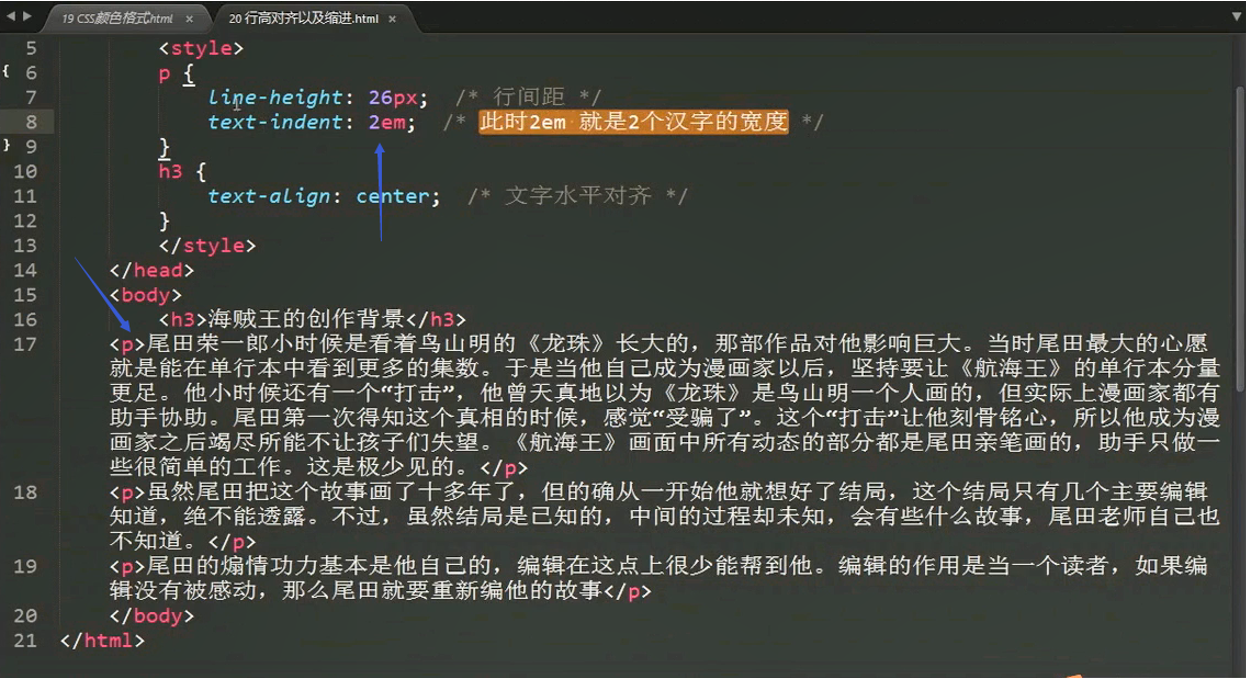 19 CSS颜色格式.html ×
20 行高对齐以及缩进.html ×
5 <style>
6 p {
7 line-height: 26px; /* 行间距 */
8 text-indent: 2em; /* 此时2em 就是2个汉字的宽度 */
9 }
10 h3 {
11 text-align: center; /* 文字水平对齐 */
12 }
13 </style>
14 </head>
15 <body>
16 <h3>海贼王的创作背景</h3>
17 <p>尾田荣一郎小时候是看着鸟山明的《龙珠》长大的，那部作品对他影响巨大。当时尾田最大的心愿
就是能在单行本中看到更多的集数。于是当他自己成为漫画家以后，坚持要让《航海王》的单行本分量
更足。他小时候还有一个“打击”，他曾天真地以为《龙珠》是鸟山明一个人画的，但实际上漫画家都有
助手协助。尾田第一次得知这个真相的时候，感觉“受骗了”。这个“打击”让他刻骨铭心，所以他成为漫
画家之后竭尽所能不让孩子们失望。《航海王》画面中所有动态的部分都是尾田亲笔画的，助手只做一
些很简单的工作。这是极少见的。</p>
18 <p>虽然尾田把这个故事画了十多年了，但的确从一开始他就想好了结局，这个结局只有几个主要编辑
知道，绝不能透露。不过，虽然结局是已知的，中间的过程却未知，会有些什么故事，尾田老师自己也
不知道。</p>
19 <p>尾田的煽情功力基本是他自己的，编辑在这点上很少能帮到他。编辑的作用是当一个读者，如果编
辑没有被感动，那么尾田就要重新编他的故事</p>
20 </body>
21 </html>